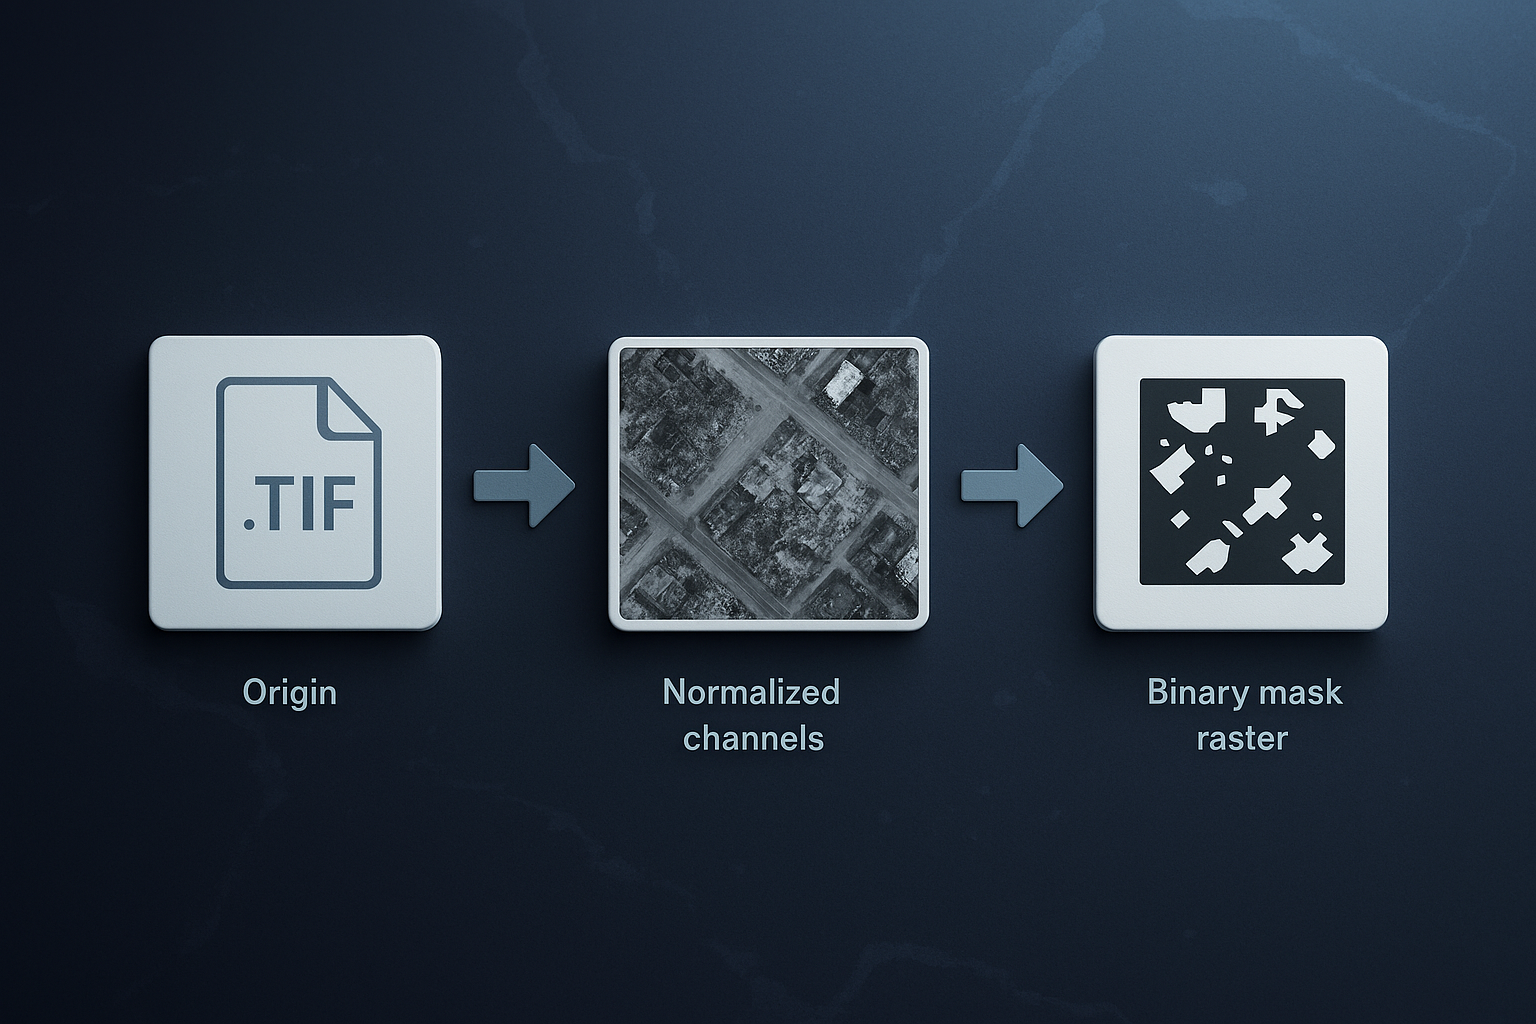 .TIF
Origin
Normalized
channels
Binary mask
raster